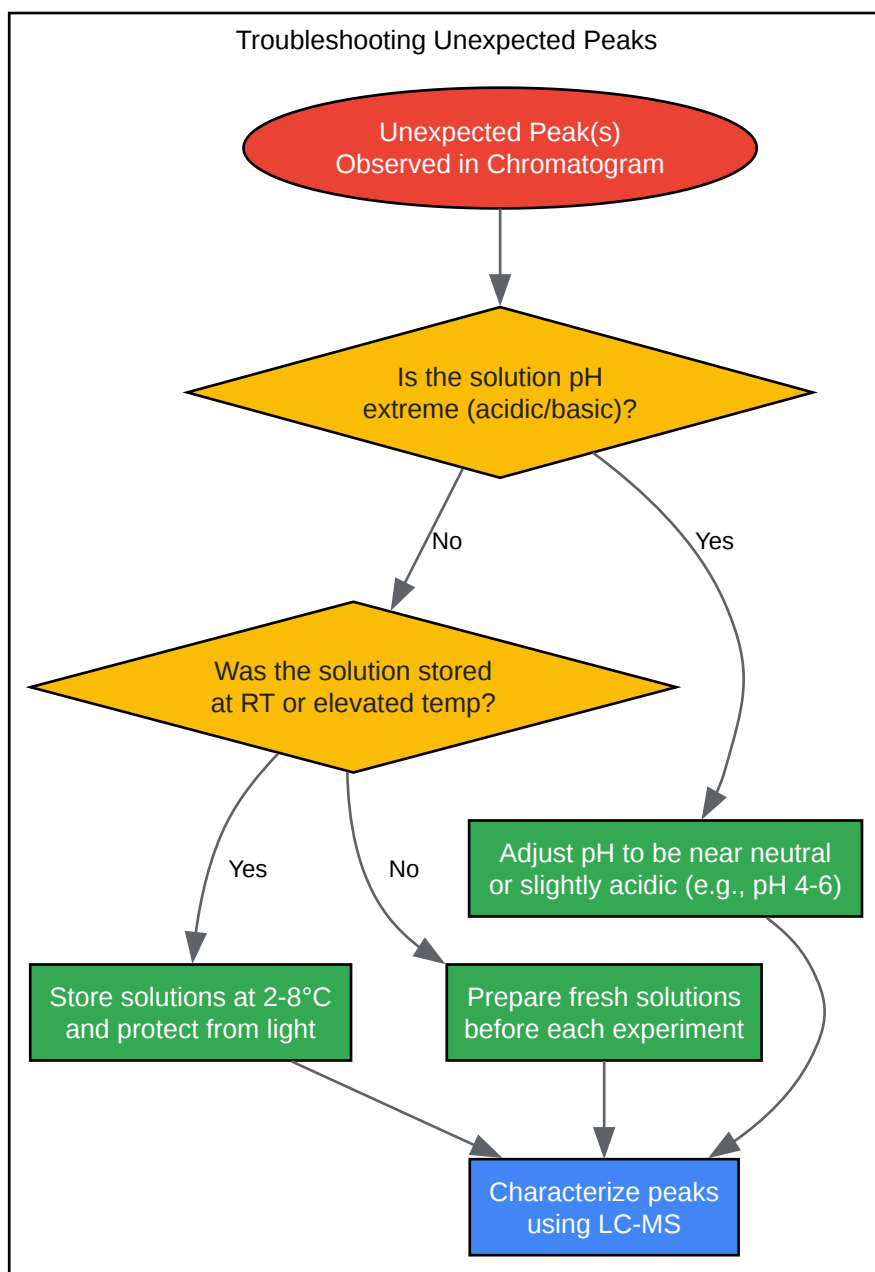 Troubleshooting Unexpected Peaks
Unexpected Peak(s)
Observed in Chromatogram
Is the solution pH
extreme (acidic/basic)?
No
Yes
Was the solution stored
at RT or elevated temp?
Adjust pH to be near neutral
or slightly acidic (e.g., pH 4-6)
Yes
No
Store solutions at 2-8°C
and protect from light
Prepare fresh solutions
before each experiment
Characterize peaks
using LC-MS